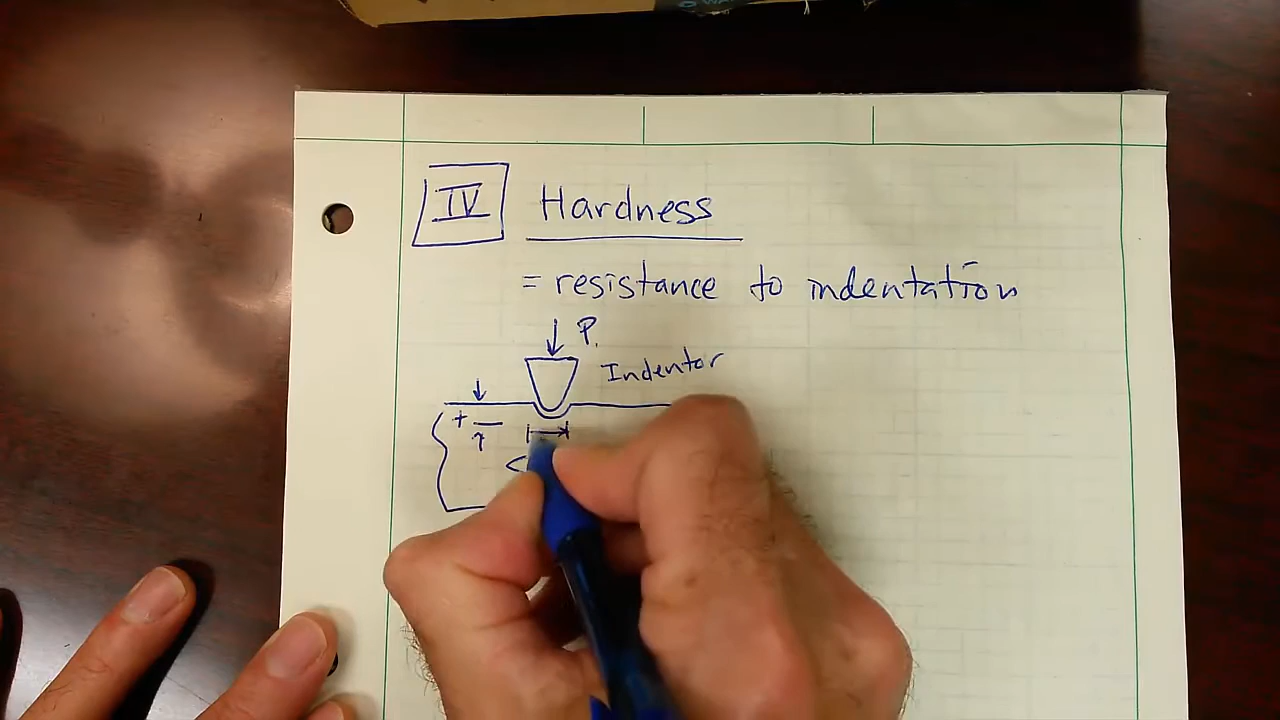 IV Hardness
= resistance to indentation
P.
Indentor
+